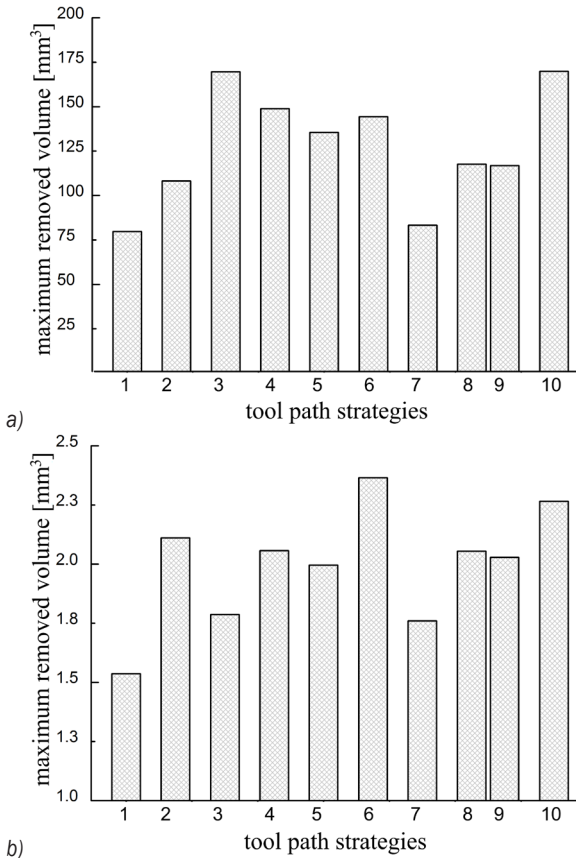 maximum removed volume [mm³]
200
175
150
125
100
75
50
25
1 2 3 4 5 6 7 8 9 10
tool path strategies
a)
maximum removed volume [mm³]
2.5
2.3
2.0
1.8
1.5
1.3
1.0
1 2 3 4 5 6 7 8 9 10
tool path strategies
b)